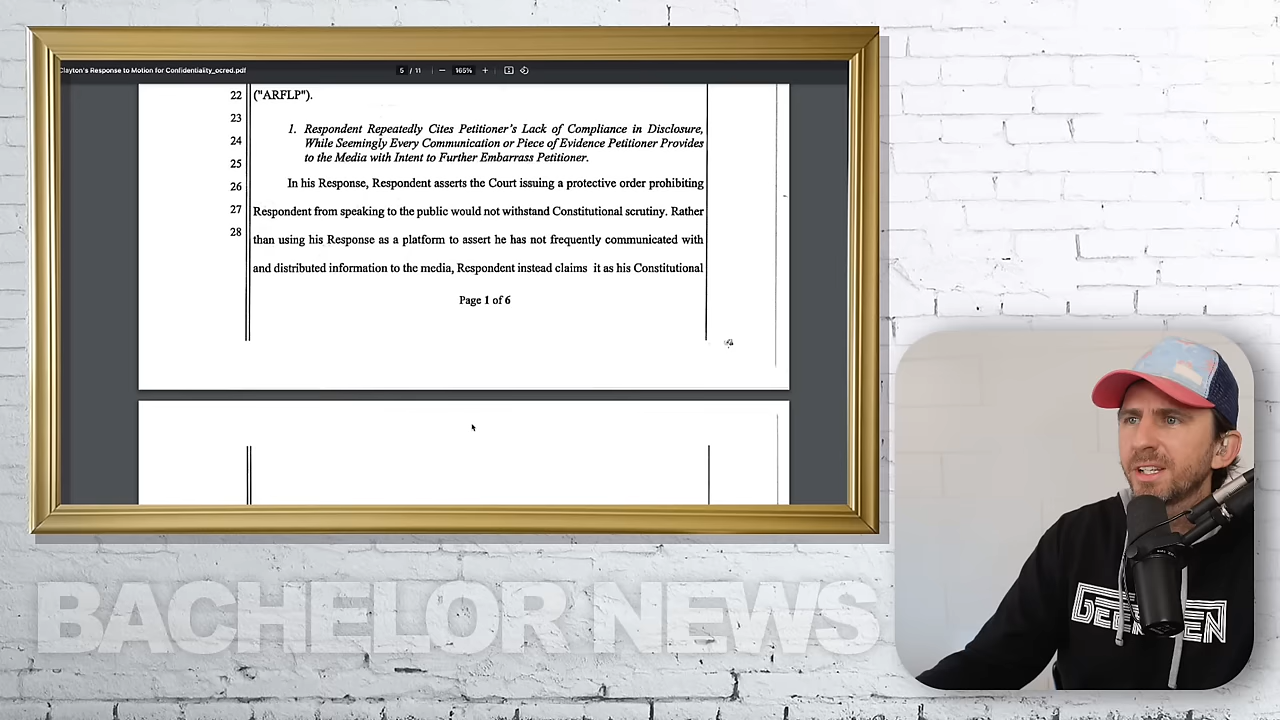 Clayton's Response to Motion for Confidentiality_ocred.pdf
5 / 11
165%
22 ("ARFLP").
23
1. Respondent Repeatedly Cites Petitioner's Lack of Compliance in Disclosure,
24 While Seemingly Every Communication or Piece of Evidence Petitioner Provides
25 to the Media with Intent to Further Embarrass Petitioner.
26 In his Response, Respondent asserts the Court issuing a protective order prohibiting
27 Respondent from speaking to the public would not withstand Constitutional scrutiny. Rather
28 than using his Response as a platform to assert he has not frequently communicated with
and distributed information to the media, Respondent instead claims it as his Constitutional
Page 1 of 6
BACHELOR NEWS